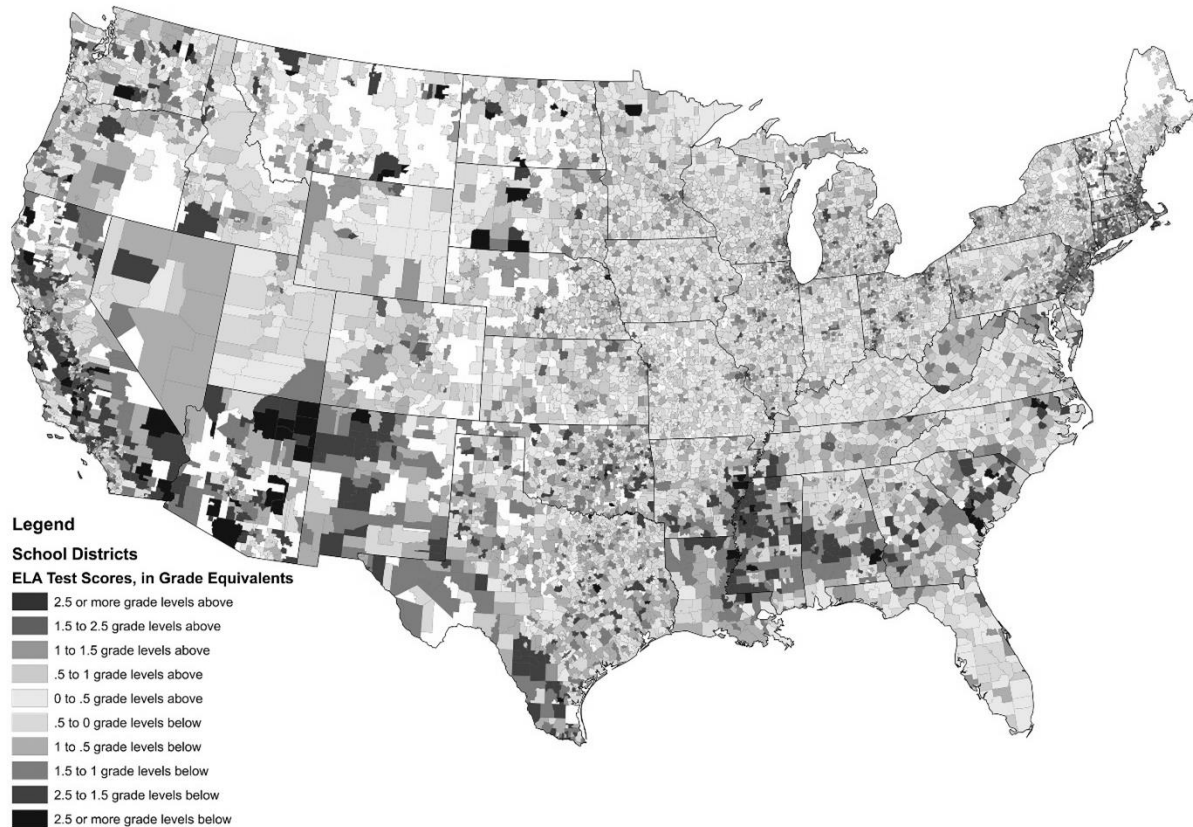 Legend
School Districts
ELA Test Scores, in Grade Equivalents
2.5 or more grade levels above
1.5 to 2.5 grade levels above
1 to 1.5 grade levels above
.5 to 1 grade levels above
0 to .5 grade levels above
.5 to 0 grade levels below
1 to .5 grade levels below
1.5 to 1 grade levels below
2.5 to 1.5 grade levels below
2.5 or more grade levels below